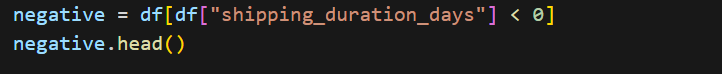 negative = df[df["shipping_duration_days"] < 0]
negative.head()